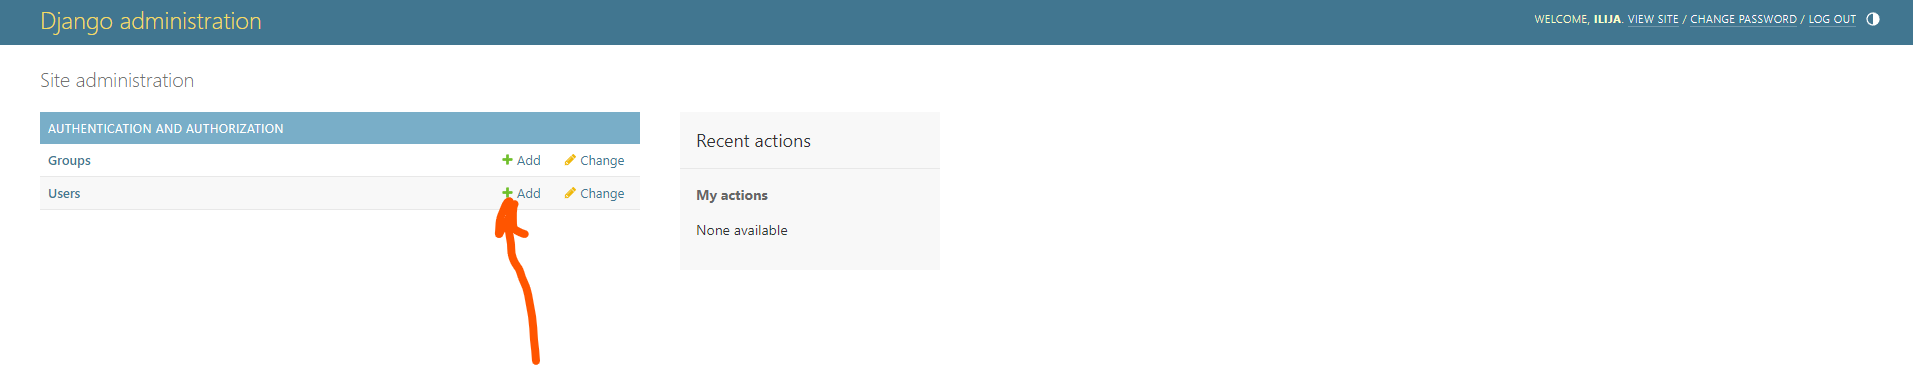 Django administration
WELCOME, ILIJA. VIEW SITE / CHANGE PASSWORD / LOG OUT
Site administration
AUTHENTICATION AND AUTHORIZATION
Groups Add Change
Users Add Change
Recent actions
My actions
None available